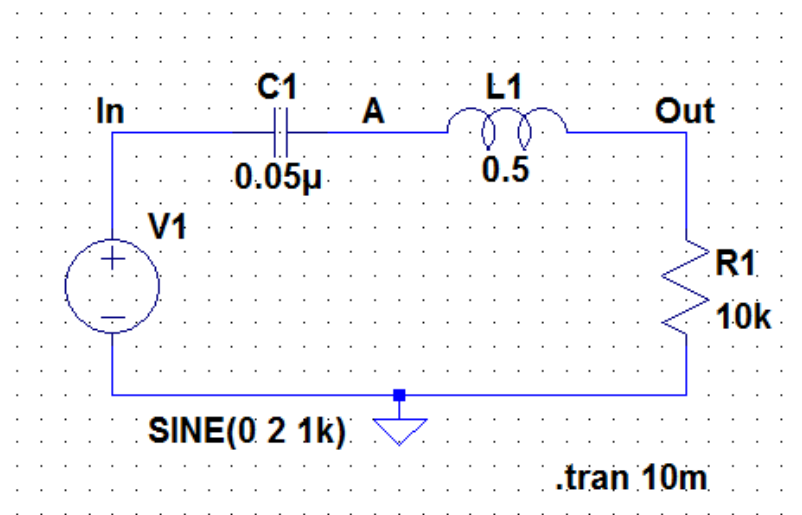 C1
L1
In
A
Out
0.05µ
0.5
V1
R1
10k
SINE(0 2 1k)
.tran 10m